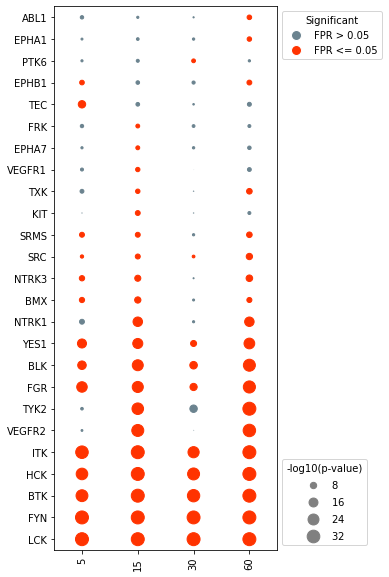 ABL1
EPHA1
PTK6
EPHB1
TEC
FRK
EPHA7
VEGFR1
TXK
KIT
SRMS
SRC
NTRK3
BMX
NTRK1
YES1
BLK
FGR
TYK2
VEGFR2
ITK
HCK
BTK
FYN
LCK
5
15
30
60
Significant
FPR > 0.05
FPR <= 0.05
-log10(p-value)
8
16
24
32